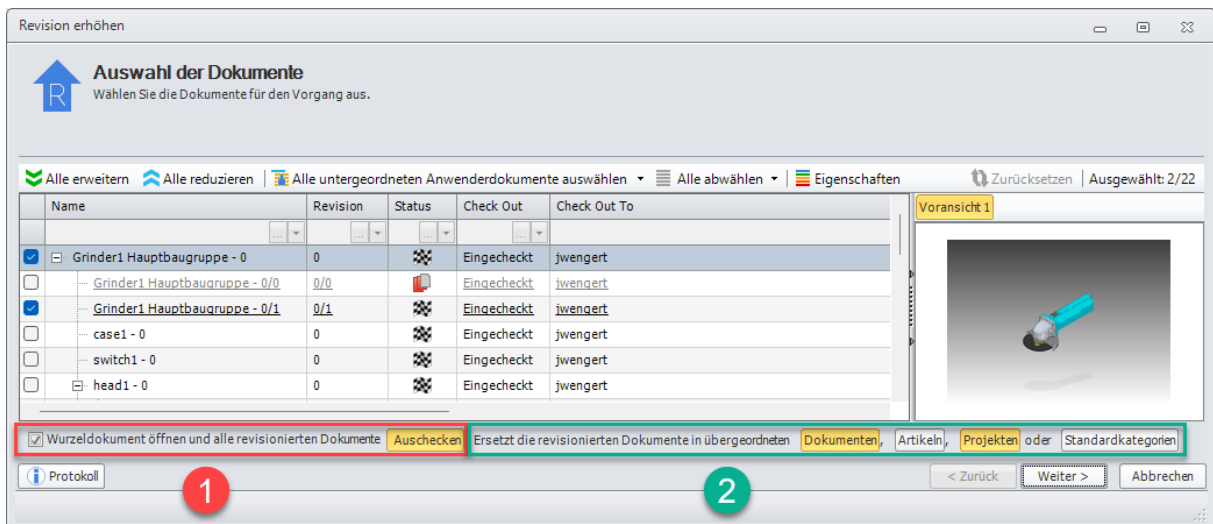 Revision erhöhen
R
Auswahl der Dokumente
Wählen Sie die Dokumente für den Vorgang aus.
Alle erweitern Alle reduzieren Alle untergeordneten Anwenderdokumente auswählen Alle abwählen Eigenschaften Zurücksetzen Ausgewählt: 2/22
Name Revision Status Check Out Check Out To Voransicht 1
... ... ... ...
Grinder1 Hauptbaugruppe - 0 0 Eingecheckt jwengert
Grinder1 Hauptbaugruppe - 0/0 0/0 Eingecheckt jwengert
Grinder1 Hauptbaugruppe - 0/1 0/1 Eingecheckt jwengert
case1 - 0 0 Eingecheckt jwengert
switch1 - 0 0 Eingecheckt jwengert
head1 - 0 0 Eingecheckt jwengert
Wurzeldokument öffnen und alle revisionierten Dokumente Auschecken Ersetzt die revisionierten Dokumente in übergeordneten Dokumenten, Artikeln, Projekten oder Standardkategorien
Protokoll < Zurück Weiter > Abbrechen
1 2